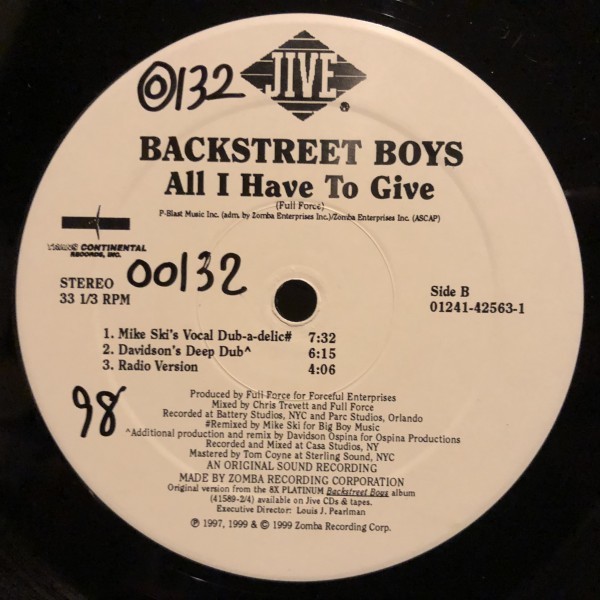 JIVE
®
⓪0132
BACKSTREET BOYS
All I Have To Give
(Full Force)
P-Blast Music Inc. (adm. by Zomba Enterprises Inc.)/Zomba Enterprises Inc. (ASCAP)
TRANS CONTINENTAL
RECORDS, INC.
00132
STEREO
33 1/3 RPM
Side B
01241-42563-1
1. Mike Ski's Vocal Dub-a-delic# 7:32
2. Davidson's Deep Dub^ 6:15
3. Radio Version 4:06
98
Produced by Full Force for Forceful Enterprises
Mixed by Chris Trevett and Full Force
Recorded at Battery Studios, NYC and Parc Studios, Orlando
#Remixed by Mike Ski for Big Boy Music
^Additional production and remix by Davidson Ospina for Ospina Productions
Recorded and Mixed at Casa Studios, NY
Mastered by Tom Coyne at Sterling Sound, NYC
AN ORIGINAL SOUND RECORDING
MADE BY ZOMBA RECORDING CORPORATION
Original version from the 8X PLATINUM Backstreet Boys album
(41589-2/4) available on Jive CDs & tapes.
Executive Director: Louis J. Pearlman
℗ 1997, 1999 & © 1999 Zomba Recording Corp.